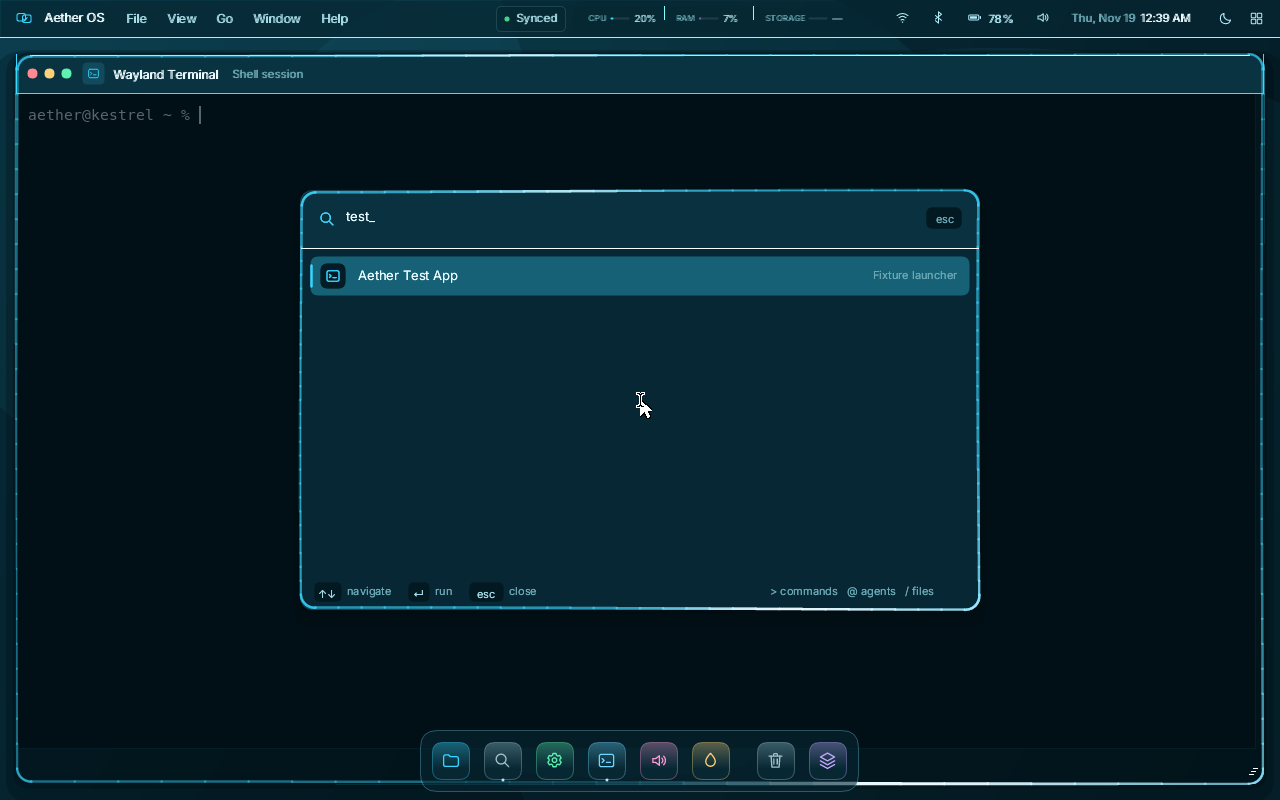 Aether OS File View Go Window Help Synced CPU 20% RAM 7% STORAGE — 78% Thu, Nov 19 12:39 AM
Wayland Terminal Shell session
aether@kestrel ~ %
test_ esc
Aether Test App Fixture launcher
↑↓ navigate ↵ run esc close > commands @ agents / files